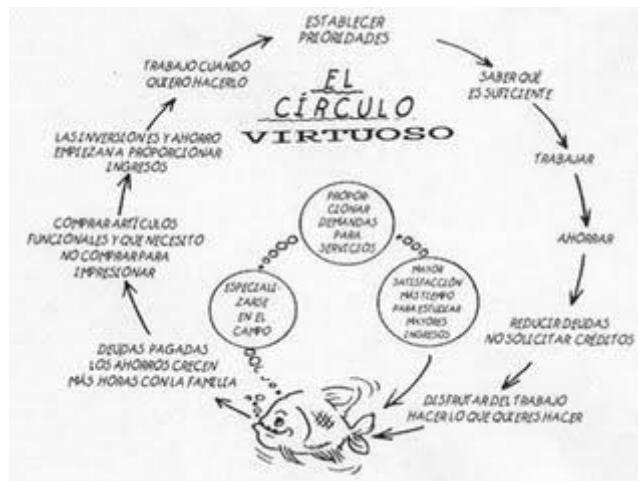 EL
CÍRCULO
VIRTUOSO
ESTABLECER
PRIORIDADES
SABER QUÉ
ES SUFICIENTE
TRABAJAR
AHORRAR
REDUCIR DEUDAS
NO SOLICITAR CRÉDITOS
DISFRUTAR DEL TRABAJO
HACER LO QUE QUIERES HACER
DEUDAS PAGADAS
LOS AHORROS CRECEN
MÁS HORAS CON LA FAMILIA
COMPRAR ARTÍCULOS
FUNCIONALES Y QUE NECESITO
NO COMPRAR PARA
IMPRESIONAR
LAS INVERSIONES Y AHORRO
EMPIEZAN A PROPORCIONAR
INGRESOS
TRABAJO CUANDO
QUIERO HACERLO
ESPECIALI-
ZARSE
EN EL
CAMPO
PROPOR-
CIONAR
DEMANDAS
PARA
SERVICIOS
MAYOR
SATISFACCIÓN
MÁS TIEMPO
PARA ESTUDIAR
MAYORES
INGRESOS